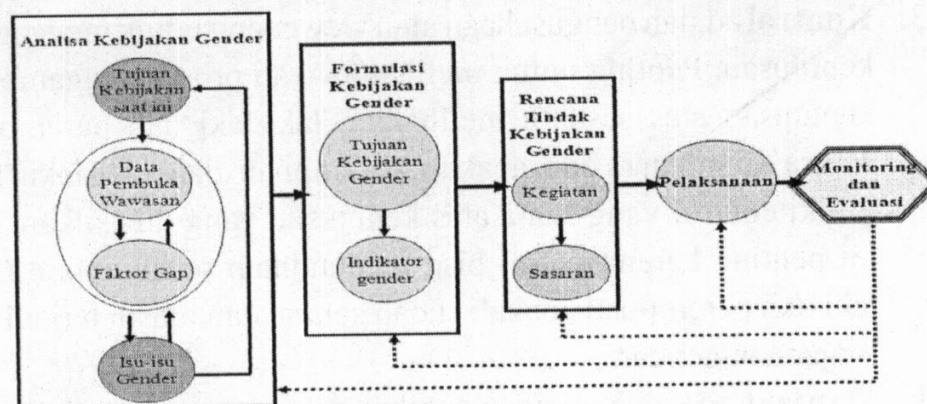 Analisa Kebijakan Gender
Tujuan
Kebijakan
saat ini
Data
Pembuka
Wawasan
Faktor Gap
Isu-isu
Gender
Formulasi
Kebijakan
Gender
Tujuan
Kebijakan
Gender
Indikator
gender
Rencana
Tindak
Kebijakan
Gender
Kegiatan
Sasaran
Pelaksanaan
Monitoring
dan
Evaluasi